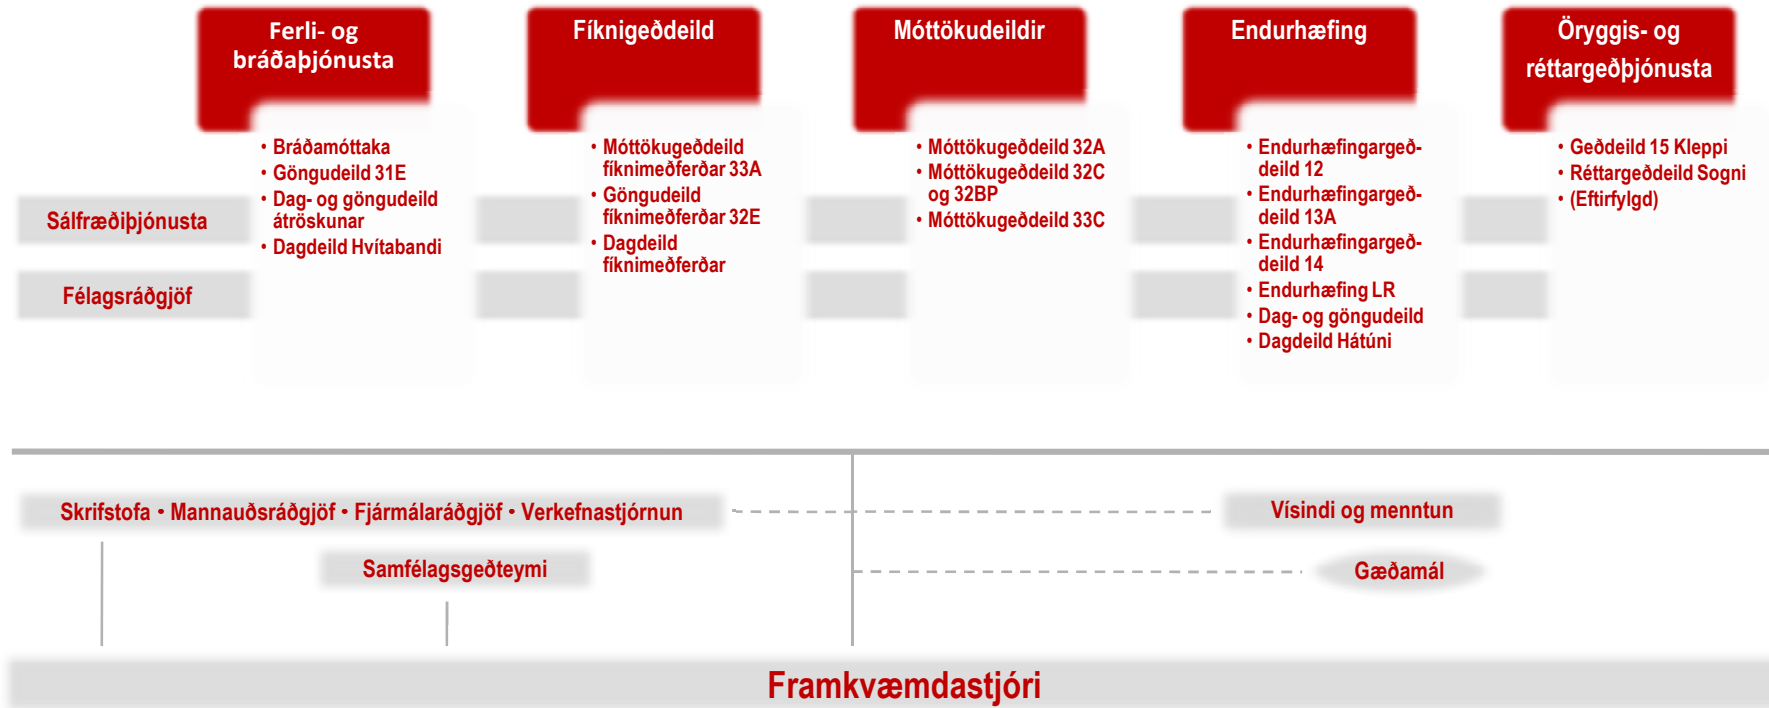 Ferli- og
bráðaþjónusta
• Bráðamóttaka
• Göngudeild 31E
• Dag- og göngudeild
átröskunar
• Dagdeild Hvítabandi
Fíknigeðdeild
• Móttökugeðdeild
fíknimeðferðar 33A
• Göngudeild
fíknimeðferðar 32E
• Dagdeild
fíknimeðferðar
Móttökudeildir
• Móttökugeðdeild 32A
• Móttökugeðdeild 32C
og 32BP
• Móttökugeðdeild 33C
Endurhæfing
• Endurhæfingargeð-
deild 12
• Endurhæfingargeð-
deild 13A
• Endurhæfingargeð-
deild 14
• Endurhæfing LR
• Dag- og göngudeild
• Dagdeild Hátúni
Öryggis- og
réttargeðþjónusta
• Geðdeild 15 Kleppi
• Réttargeðdeild Sogni
• (Eftirfylgd)
Sálfræðiþjónusta
Félagsráðgjöf
Skrifstofa • Mannauðsráðgjöf • Fjármálaráðgjöf • Verkefnastjórnun
Vísindi og menntun
Samfélagsgeðteymi
Gæðamál
Framkvæmdastjóri